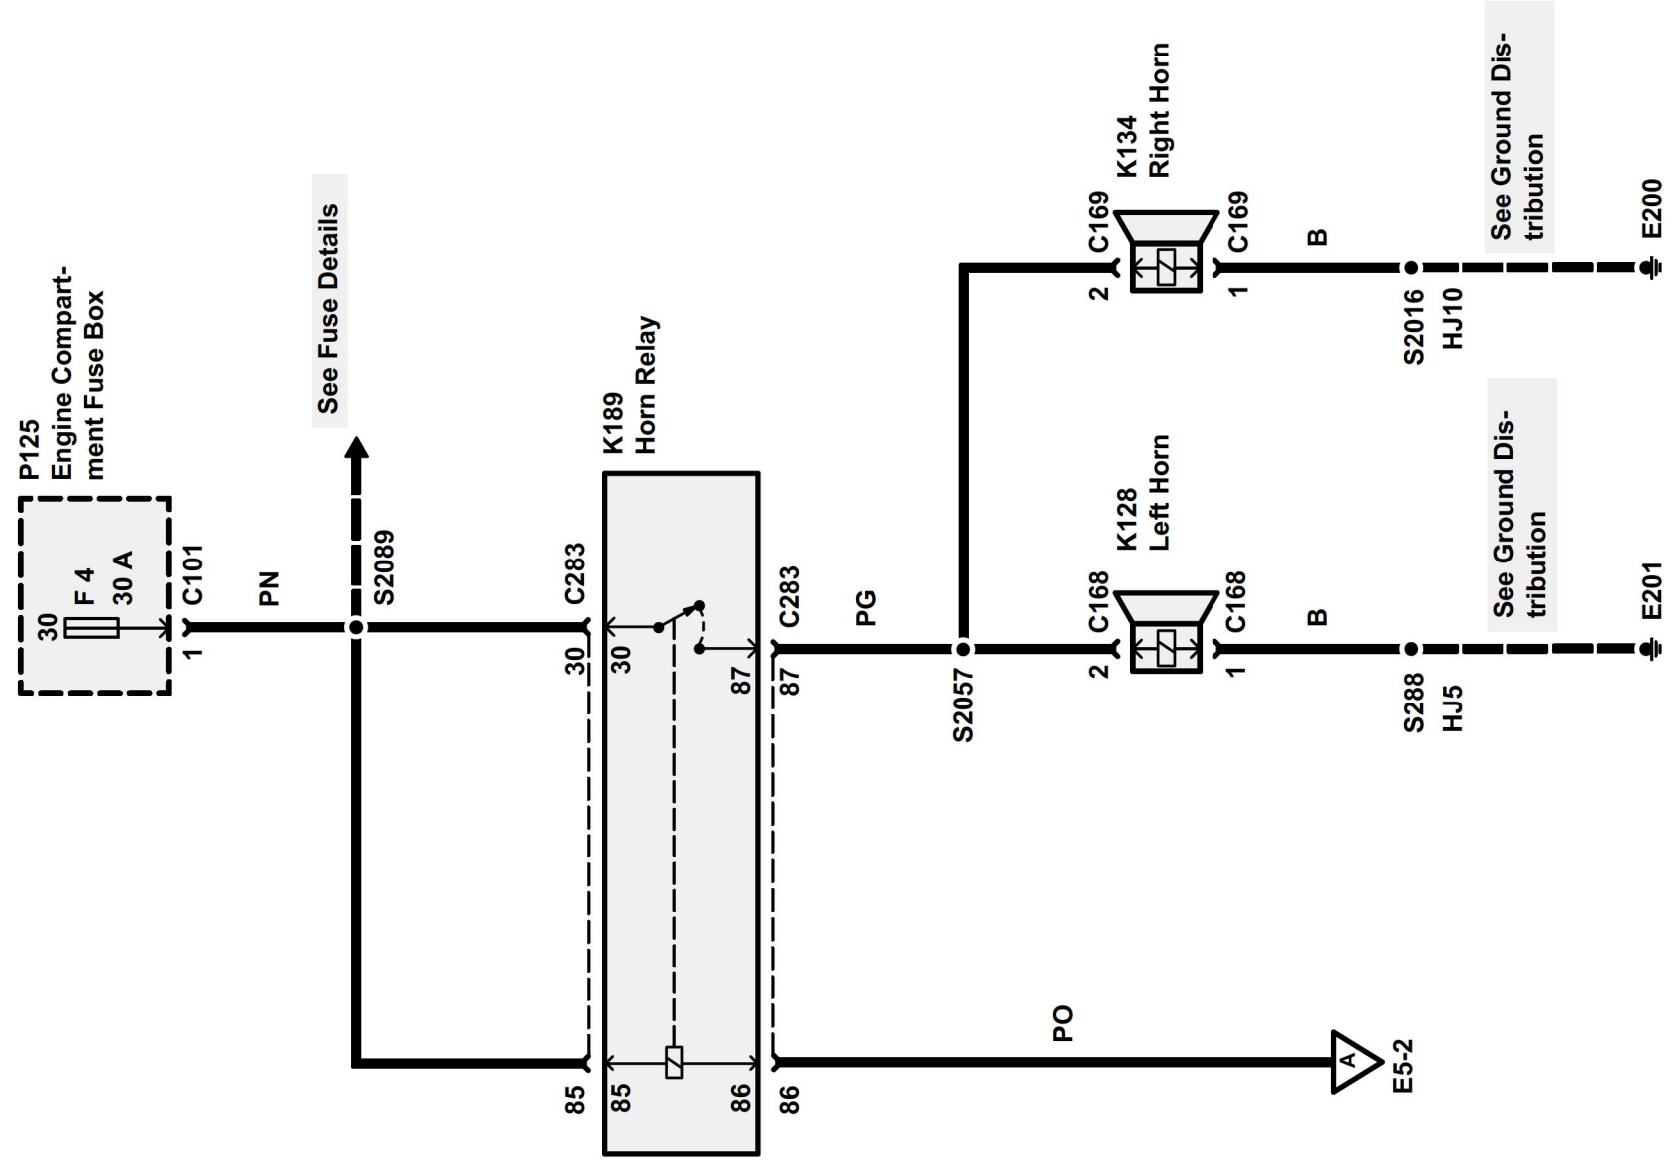 P125
Engine Compart-
ment Fuse Box
30
F 4
30 A
1
C101
PN
See Fuse Details
S2089
30
C283
K189
Horn Relay
85
85
30
86
87
86
87
C283
PG
S2057
PO
A
E5-2
2
C168
K128
Left Horn
1
C168
B
S288
HJ5
See Ground Dis-
tribution
E201
2
C169
K134
Right Horn
1
C169
B
S2016
HJ10
See Ground Dis-
tribution
E200